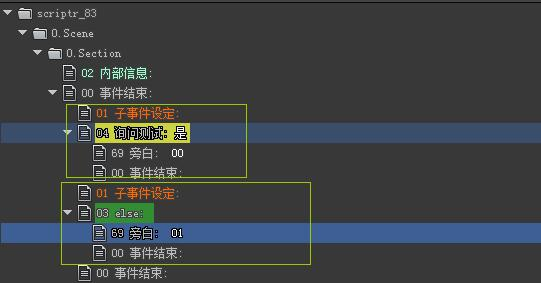 scriptr_83
0.Scene
0.Section
02 内部信息:
00 事件结束:
01 子事件设定:
04 询问测试: 是
69 旁白: 00
00 事件结束:
01 子事件设定:
03 else:
69 旁白: 01
00 事件结束:
00 事件结束: